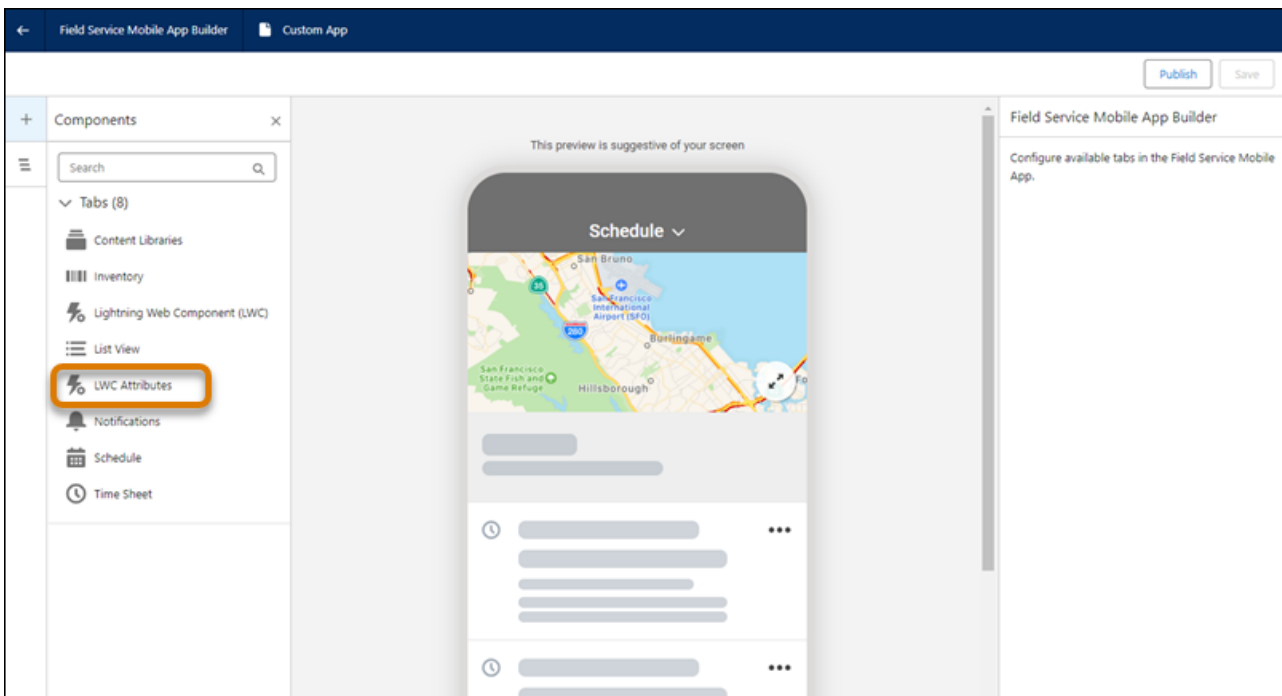 Field Service Mobile App Builder
Custom App
Publish
Save
Components
Search
Tabs (8)
Content Libraries
Inventory
Lightning Web Component (LWC)
List View
LWC Attributes
Notifications
Schedule
Time Sheet
This preview is suggestive of your screen
Schedule
San Bruno
35
San Francisco
International
Airport (SFO)
280
Burlingame
San Francisco
State Fish and
Game Refuge
Hillsborough
Fo
Field Service Mobile App Builder
Configure available tabs in the Field Service Mobile
App.